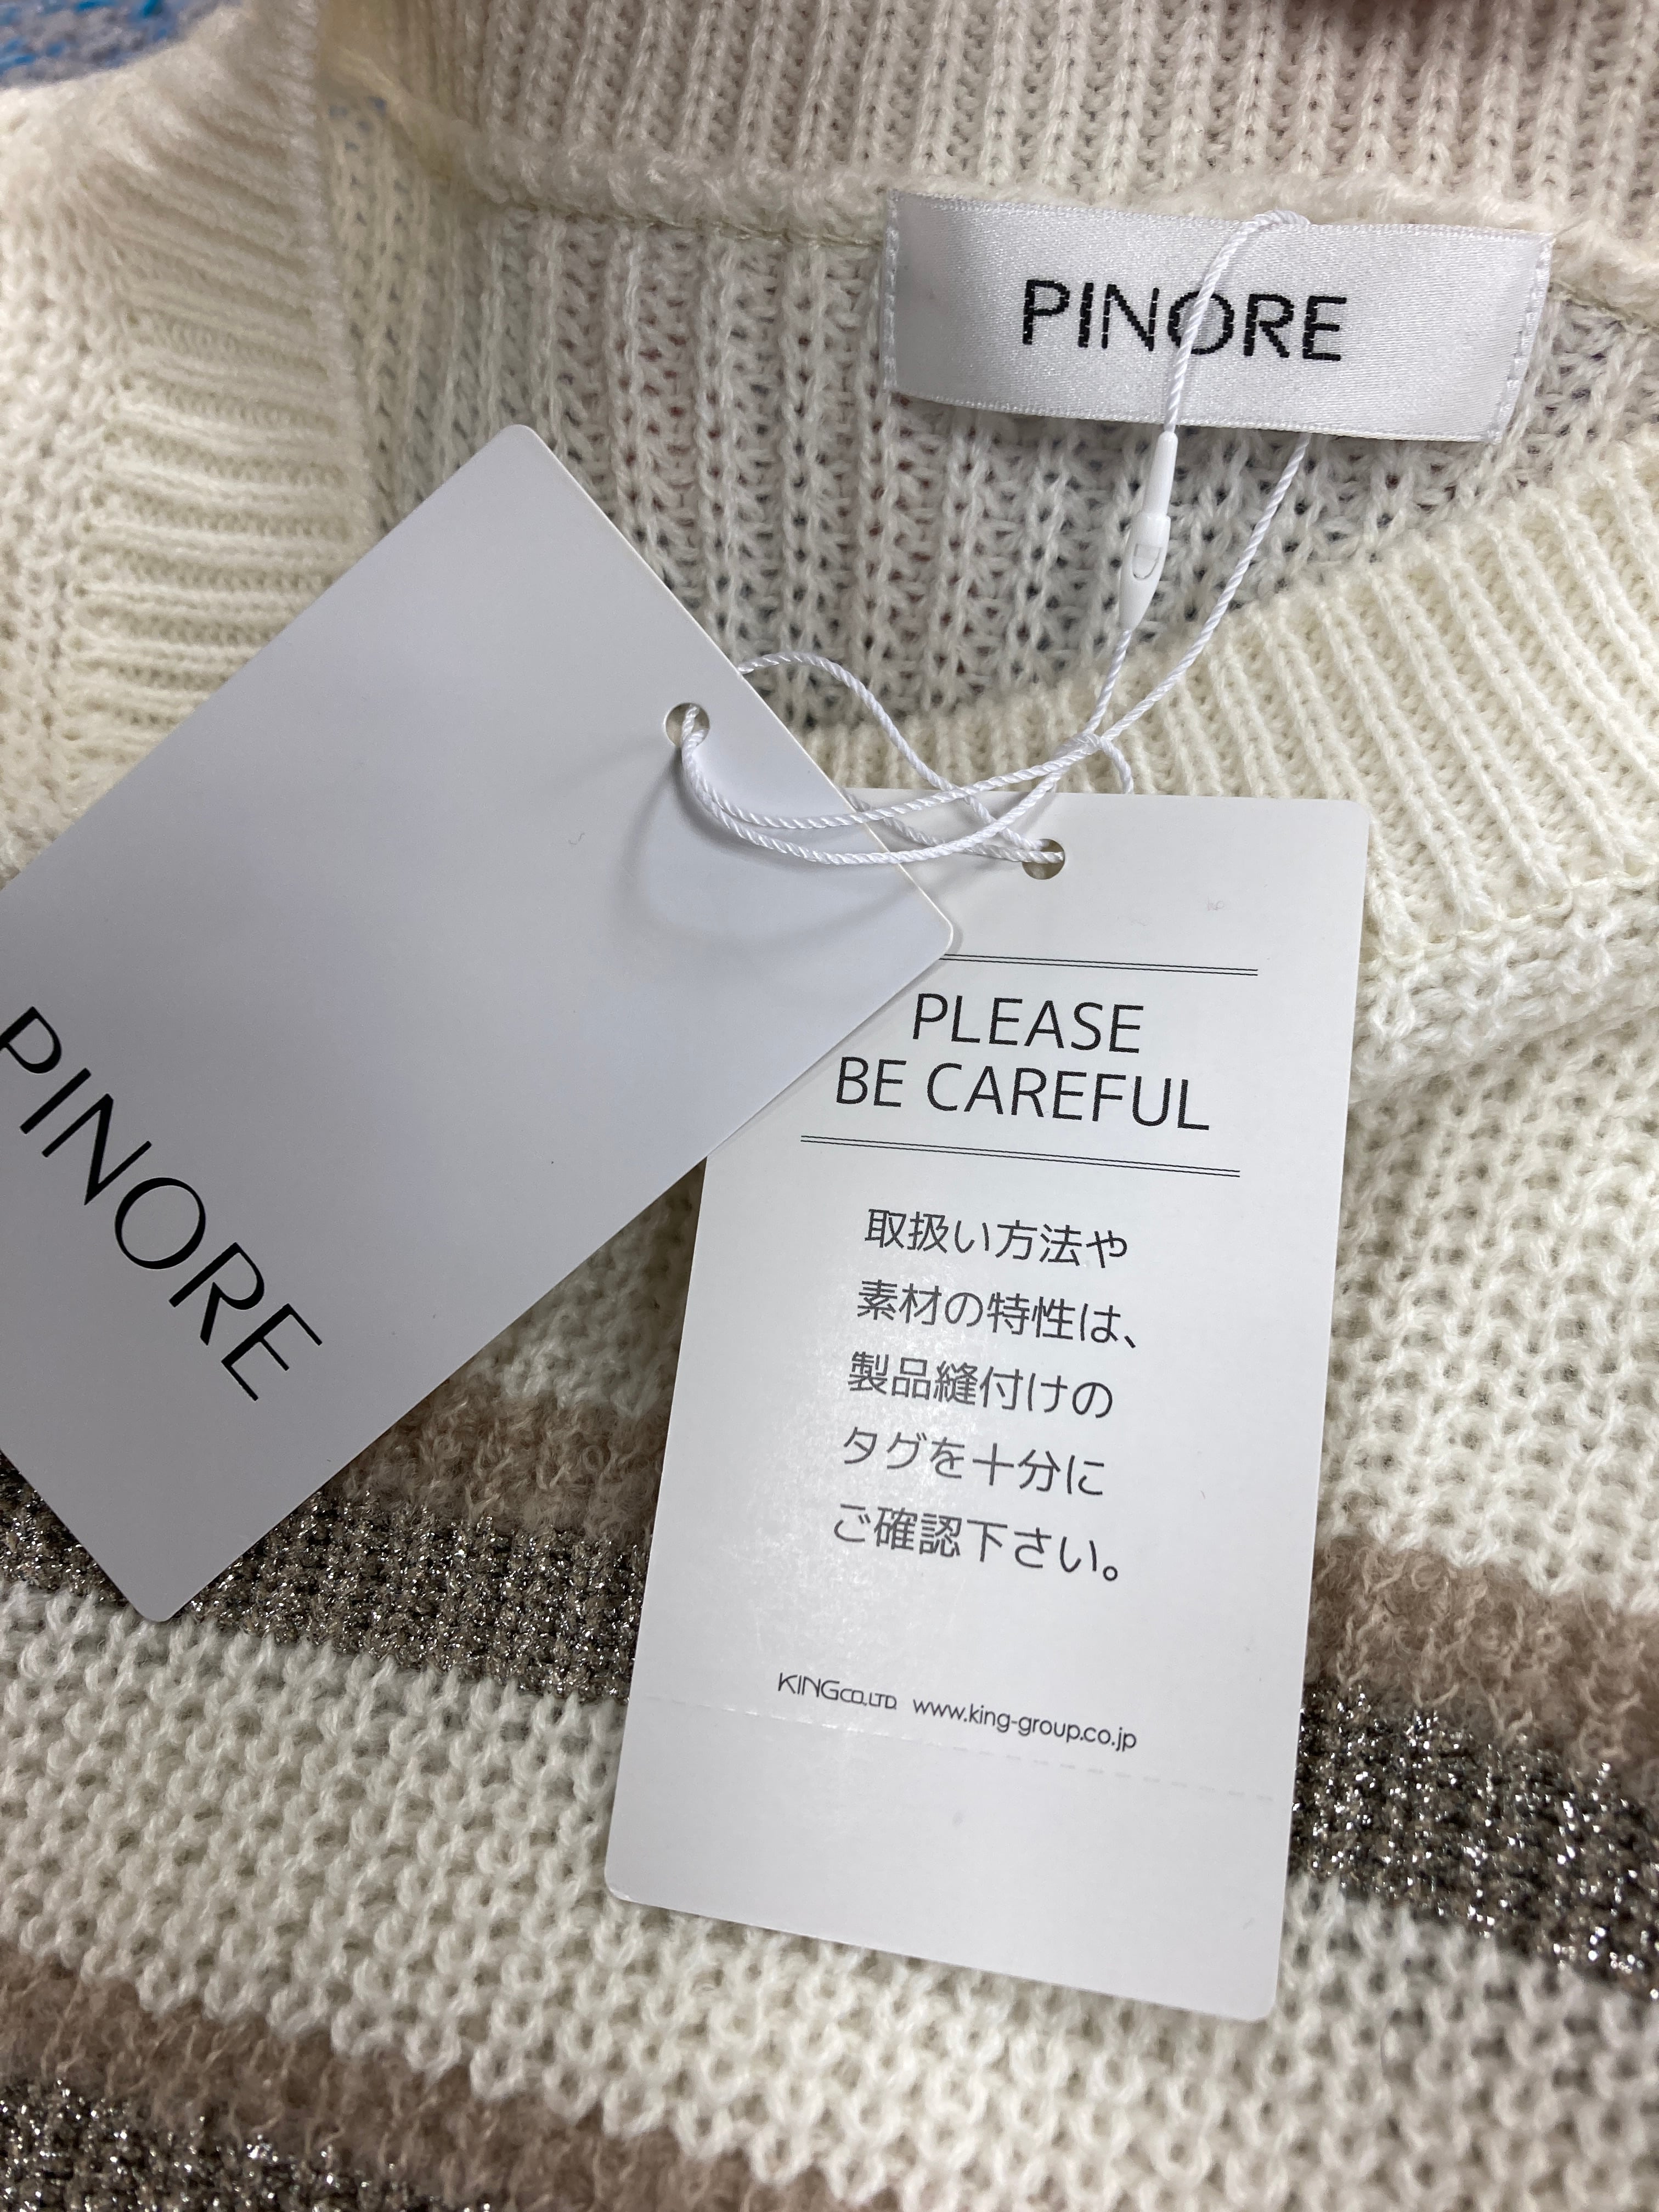 PINORE
PINORE
PLEASE
BE CAREFUL
取扱い方法や
素材の特性は、
製品縫付けの
タグを十分に
ご確認下さい。
KING CO.,LTD. www.king-group.co.jp